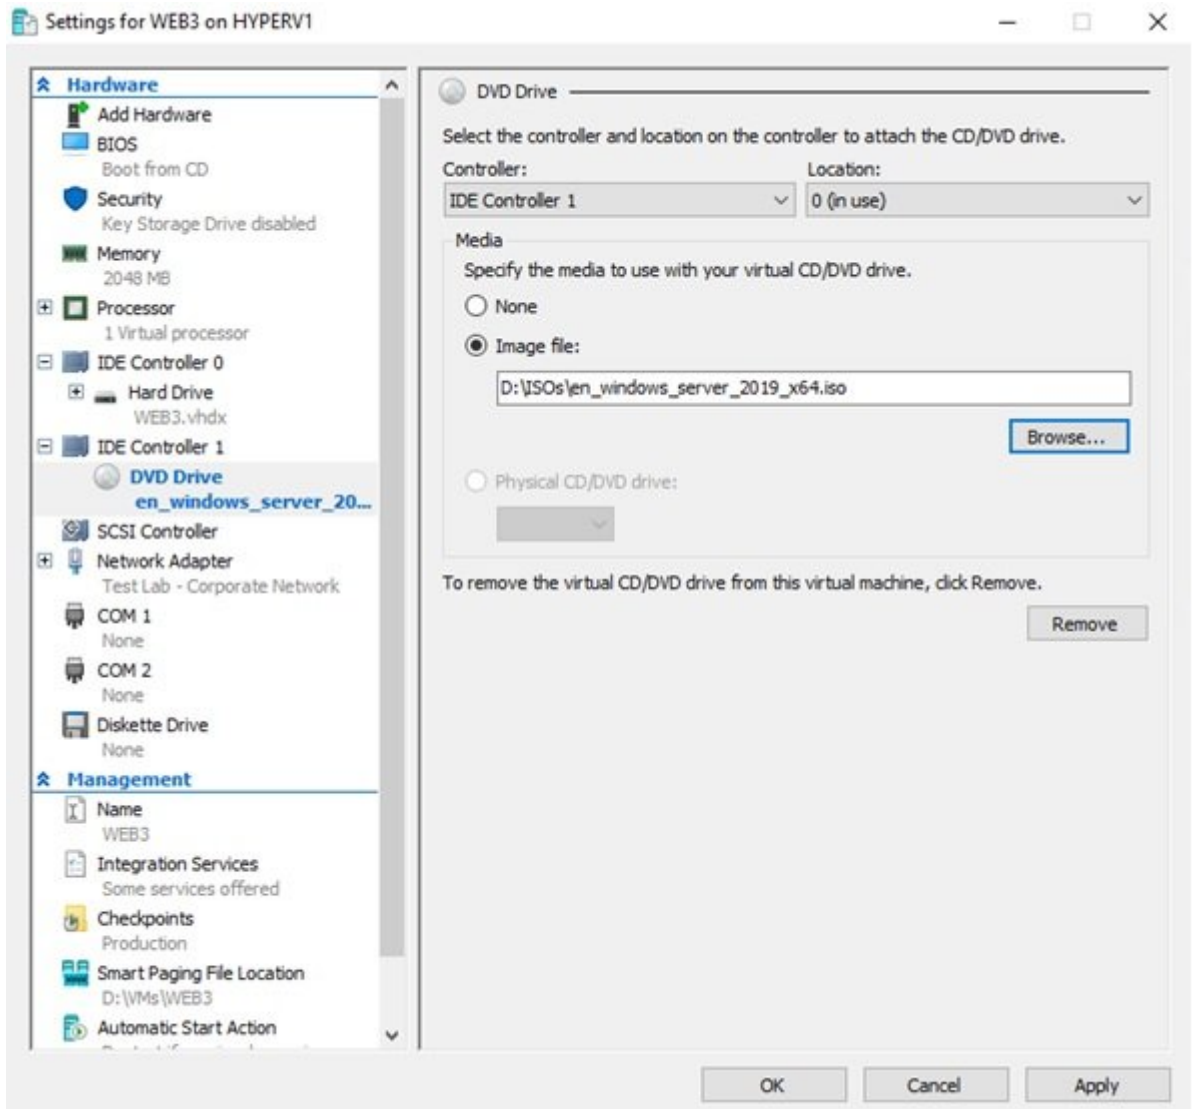 Settings for WEB3 on HYPERV1
Hardware
Add Hardware
BIOS
Boot from CD
Security
Key Storage Drive disabled
Memory
2048 MB
Processor
1 Virtual processor
IDE Controller 0
Hard Drive
WEB3.vhdx
IDE Controller 1
DVD Drive
en_windows_server_20...
SCSI Controller
Network Adapter
Test Lab - Corporate Network
COM 1
None
COM 2
None
Diskette Drive
None
Management
Name
WEB3
Integration Services
Some services offered
Checkpoints
Production
Smart Paging File Location
D:\VMs\WEB3
Automatic Start Action
DVD Drive
Select the controller and location on the controller to attach the CD/DVD drive.
Controller: Location:
IDE Controller 1 0 (in use)
Media
Specify the media to use with your virtual CD/DVD drive.
None
Image file:
D:\ISOs\en_windows_server_2019_x64.iso
Browse...
Physical CD/DVD drive:
To remove the virtual CD/DVD drive from this virtual machine, click Remove.
Remove
OK Cancel Apply